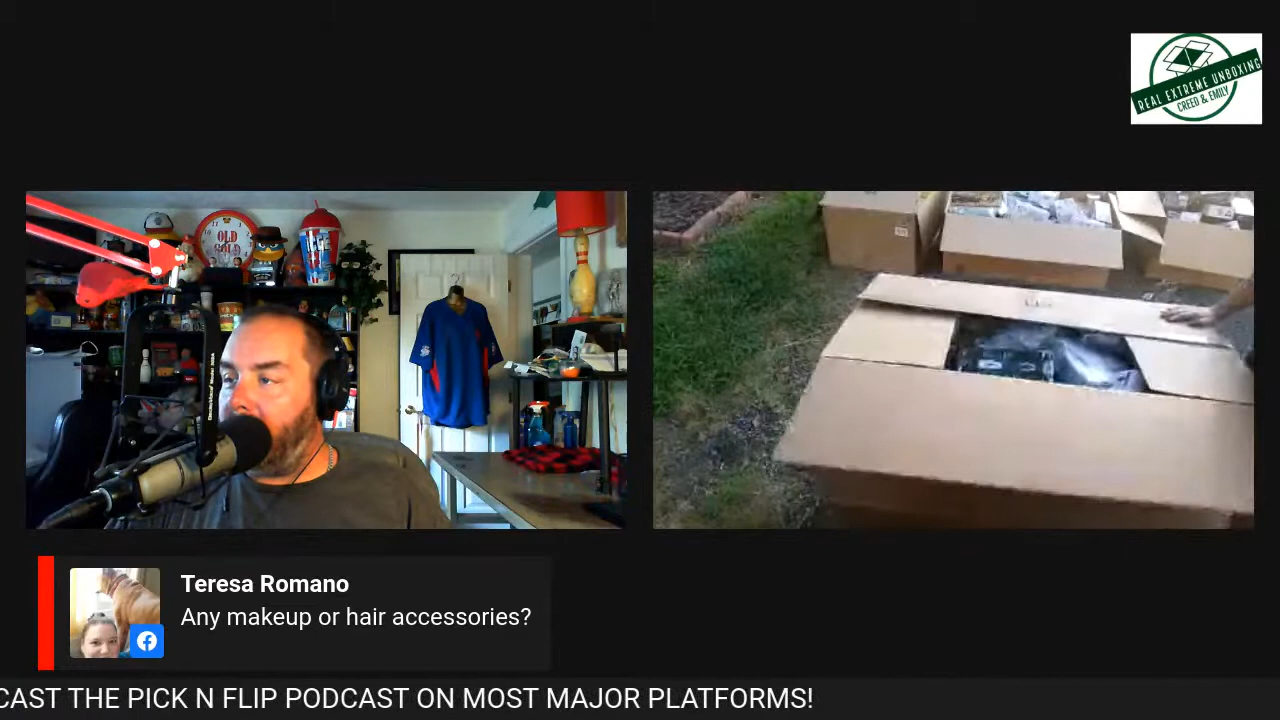 REAL EXTREME UNBOXING
CREED & EMILY
OLD
GOLD
Teresa Romano
Any makeup or hair accessories?
CAST THE PICK N FLIP PODCAST ON MOST MAJOR PLATFORMS!